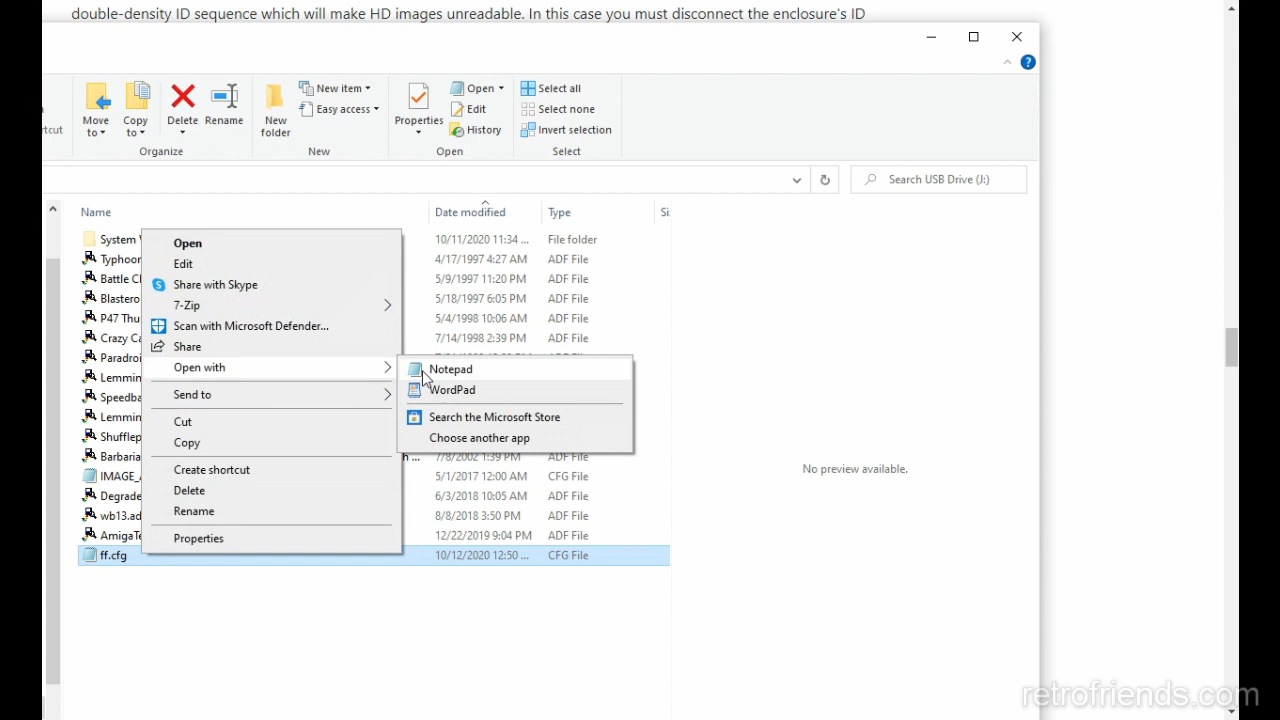 double-density ID sequence which will make HD images unreadable. In this case you must disconnect the enclosure's ID
Move to
Copy to
Delete
Rename
New folder
New item
Easy access
Properties
Open
Edit
History
Select all
Select none
Invert selection
cut
Organize
New
Open
Select
Search USB Drive (J:)
Name
Date modified
Type
Si
System 10/11/2020 11:34 ... File folder
Typhoon 4/17/1997 4:27 AM ADF File
Battle C 5/9/1997 11:20 PM ADF File
Blastero 5/18/1997 6:05 PM ADF File
P47 Thu 5/4/1998 10:06 AM ADF File
Crazy Ca 7/14/1998 2:39 PM ADF File
Paradroi
Lemmin
Speedba
Lemmin
Shufflep
Barbaria h ... 7/8/2002 1:39 PM ADF File
IMAGE_A 5/1/2017 12:00 AM CFG File
Degrade 6/3/2018 10:05 AM ADF File
wb13.ad 8/8/2018 3:50 PM ADF File
AmigaTe 12/22/2019 9:04 PM ADF File
ff.cfg 10/12/2020 12:50 ... CFG File
Open
Edit
Share with Skype
7-Zip
Scan with Microsoft Defender...
Share
Open with
Send to
Cut
Copy
Create shortcut
Delete
Rename
Properties
Notepad
WordPad
Search the Microsoft Store
Choose another app
No preview available.
retrofriends.com